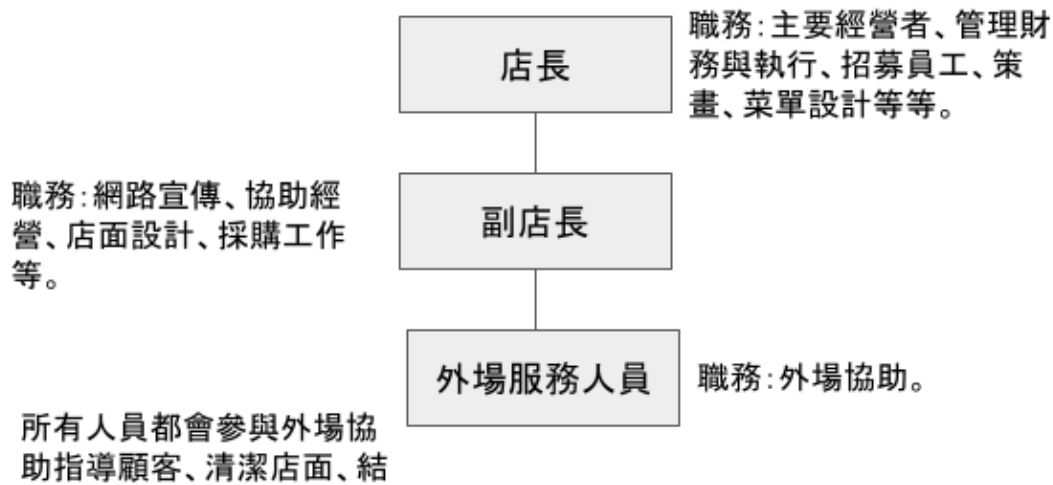 店長
職務：主要經營者、管理財
務與執行、招募員工、策
畫、菜單設計等等。
職務：網路宣傳、協助經
營、店面設計、採購工作
等。
副店長
外場服務人員
職務：外場協助。
所有人員都會參與外場協
助指導顧客、清潔店面、結